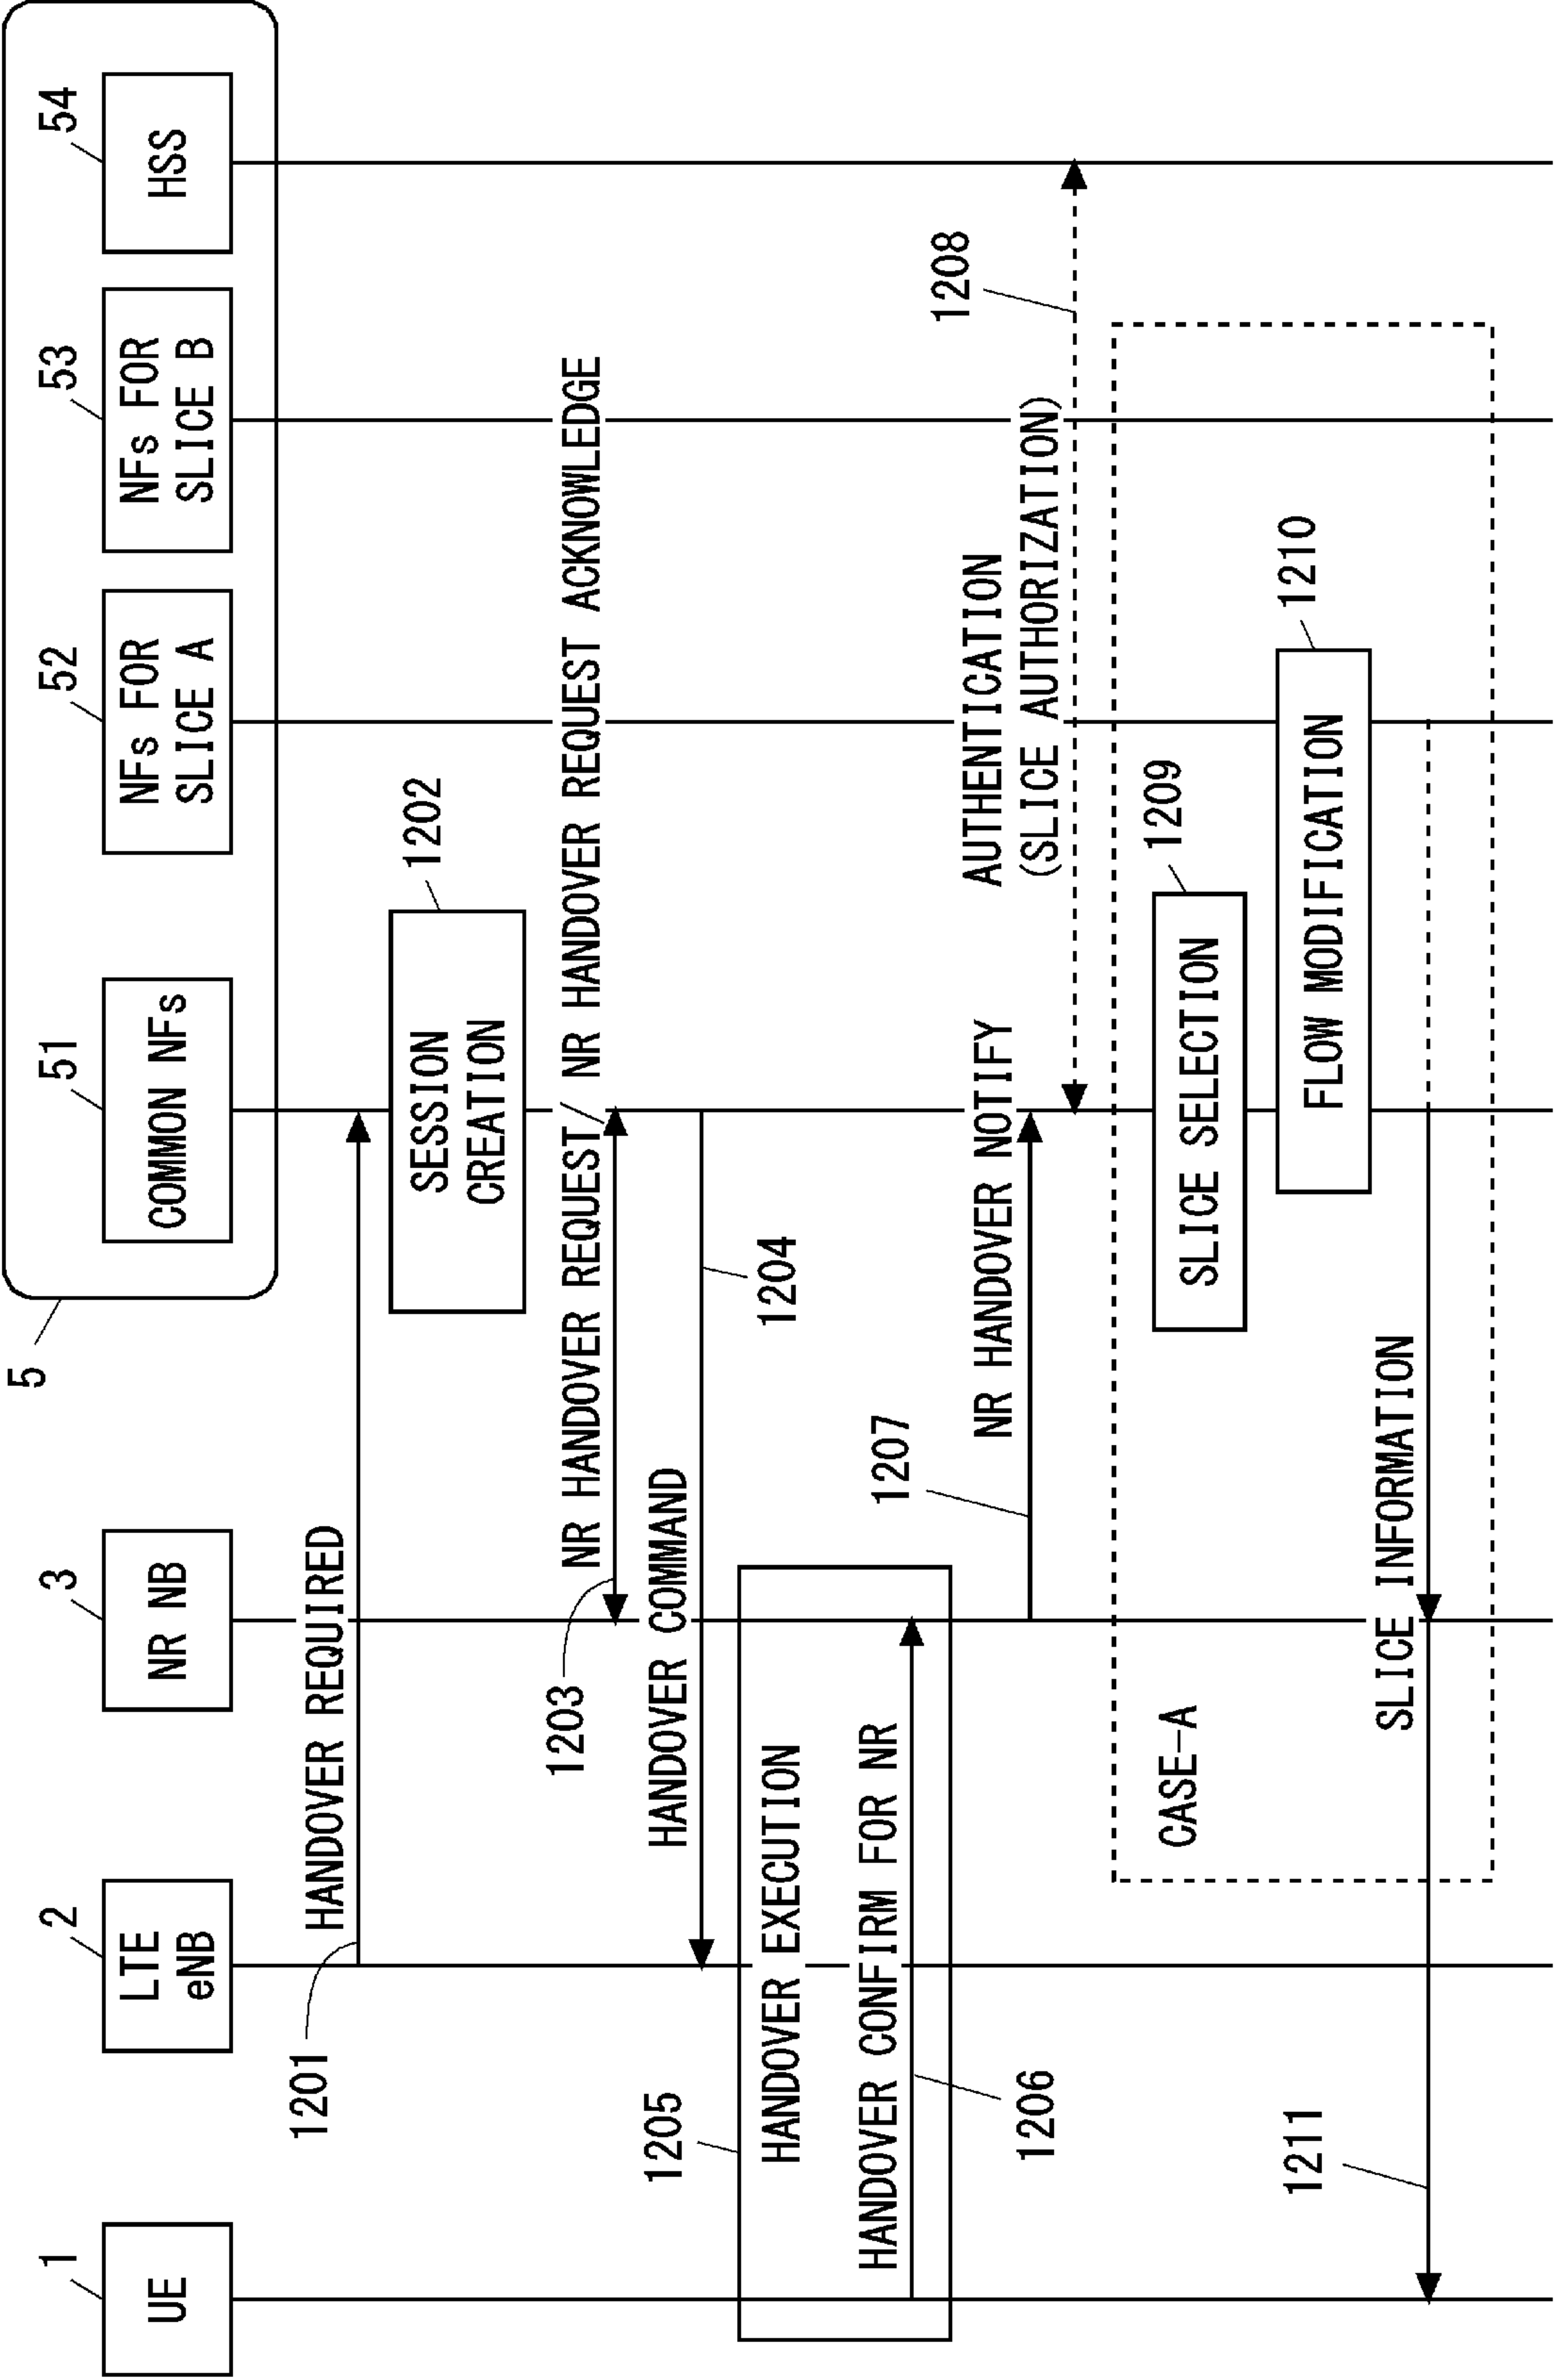 5
1
2
3
51
52
53
54
UE
LTE
eNB
NR NB
COMMON NFs
NFs FOR
SLICE A
NFs FOR
SLICE B
HSS
1201
HANDOVER REQUIRED
SESSION
CREATION
1202
1203
NR HANDOVER REQUEST / NR HANDOVER REQUEST ACKNOWLEDGE
HANDOVER COMMAND
1204
1205
HANDOVER EXECUTION
HANDOVER CONFIRM FOR NR
1206
1207
NR HANDOVER NOTIFY
AUTHENTICATION
(SLICE AUTHORIZATION)
1208
CASE-A
SLICE SELECTION
1209
FLOW MODIFICATION
1210
SLICE INFORMATION
1211